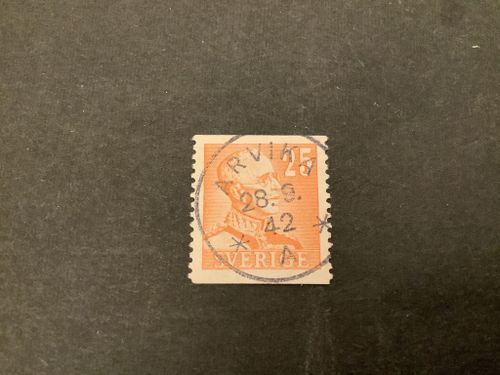 25
ARVIKA
28.9.
42
* *
A
SVERIGE